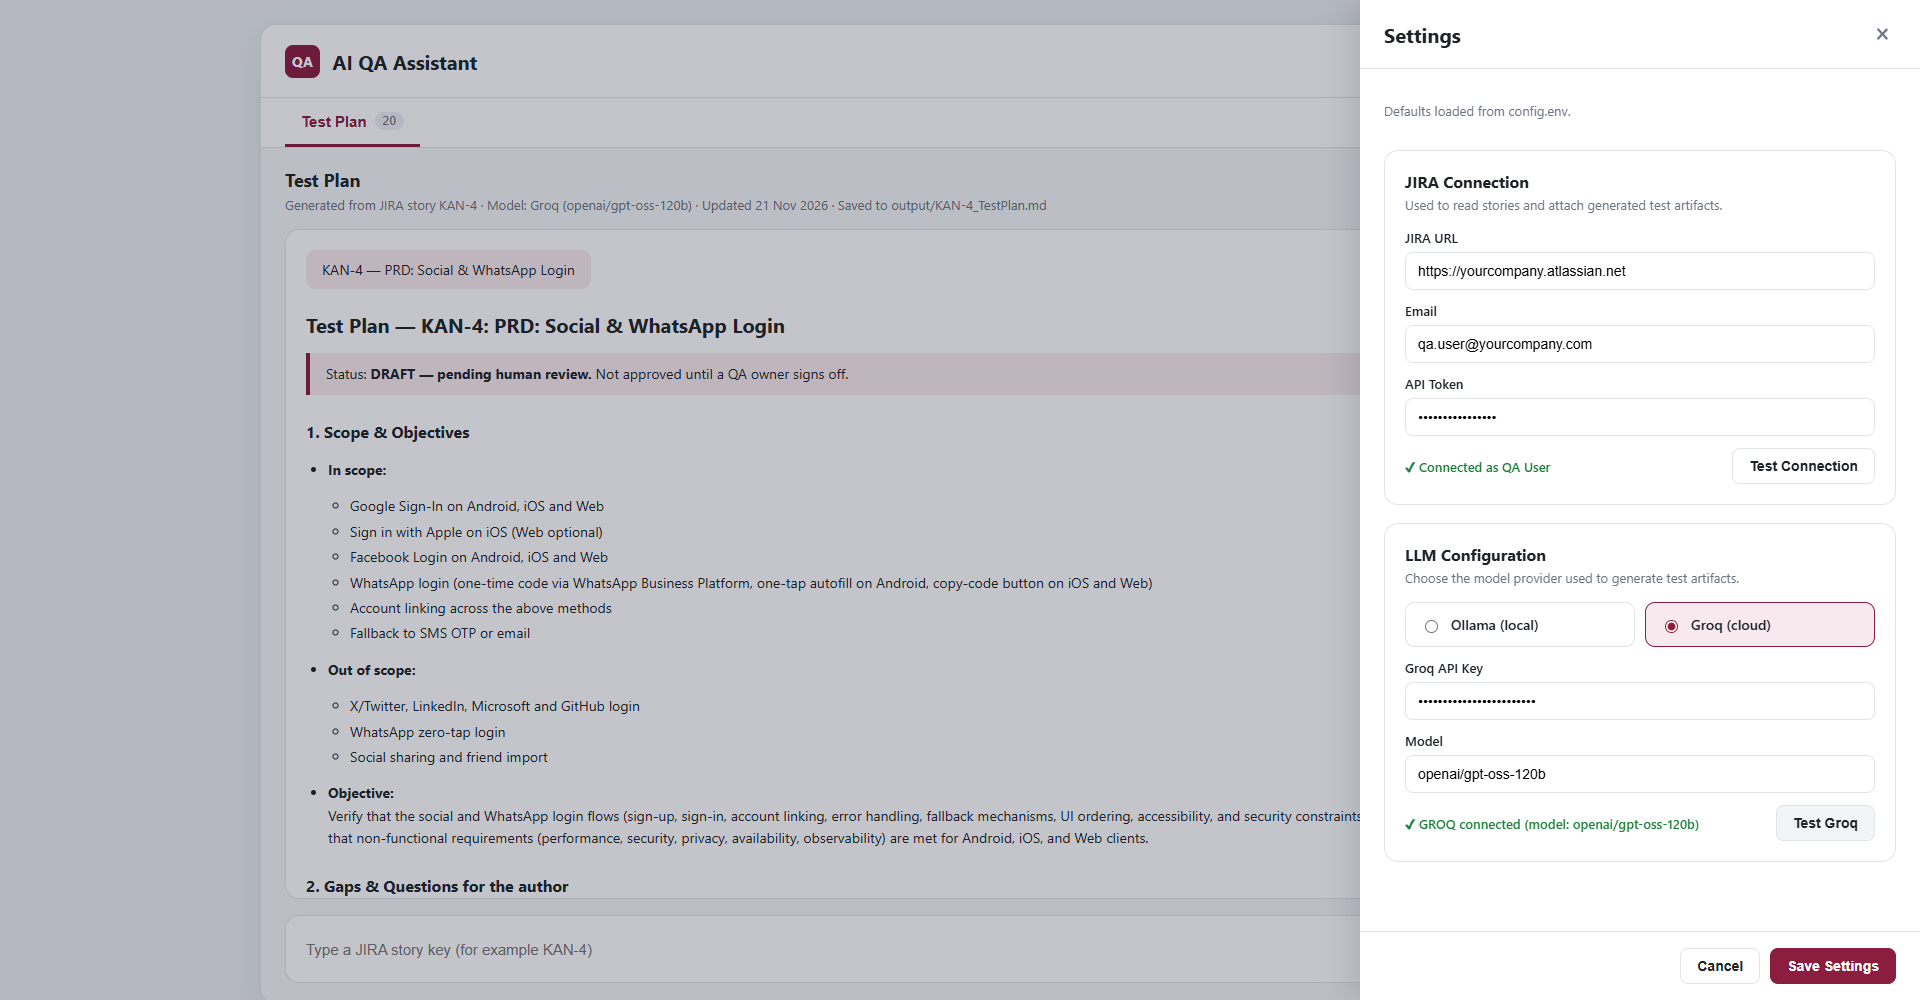 QA AI QA Assistant
Test Plan 20
Test Plan
Generated from JIRA story KAN-4 · Model: Groq (openai/gpt-oss-120b) · Updated 21 Nov 2026 · Saved to output/KAN-4_TestPlan.md
KAN-4 — PRD: Social & WhatsApp Login
Test Plan — KAN-4: PRD: Social & WhatsApp Login
Status: DRAFT — pending human review. Not approved until a QA owner signs off.
1. Scope & Objectives
• In scope:
Google Sign-In on Android, iOS and Web
Sign in with Apple on iOS (Web optional)
Facebook Login on Android, iOS and Web
WhatsApp login (one-time code via WhatsApp Business Platform, one-tap autofill on Android, copy-code button on iOS and Web)
Account linking across the above methods
Fallback to SMS OTP or email
• Out of scope:
X/Twitter, LinkedIn, Microsoft and GitHub login
WhatsApp zero-tap login
Social sharing and friend import
• Objective:
Verify that the social and WhatsApp login flows (sign-up, sign-in, account linking, error handling, fallback mechanisms, UI ordering, accessibility, and security constraints
that non-functional requirements (performance, security, privacy, availability, observability) are met for Android, iOS, and Web clients.
2. Gaps & Questions for the author
Type a JIRA story key (for example KAN-4)
Settings ×
Defaults loaded from config.env.
JIRA Connection
Used to read stories and attach generated test artifacts.
JIRA URL
https://yourcompany.atlassian.net
Email
qa.user@yourcompany.com
API Token
••••••••••••••••
✓ Connected as QA User Test Connection
LLM Configuration
Choose the model provider used to generate test artifacts.
Ollama (local) Groq (cloud)
Groq API Key
••••••••••••••••••••••••
Model
openai/gpt-oss-120b
✓ GROQ connected (model: openai/gpt-oss-120b) Test Groq
Cancel Save Settings